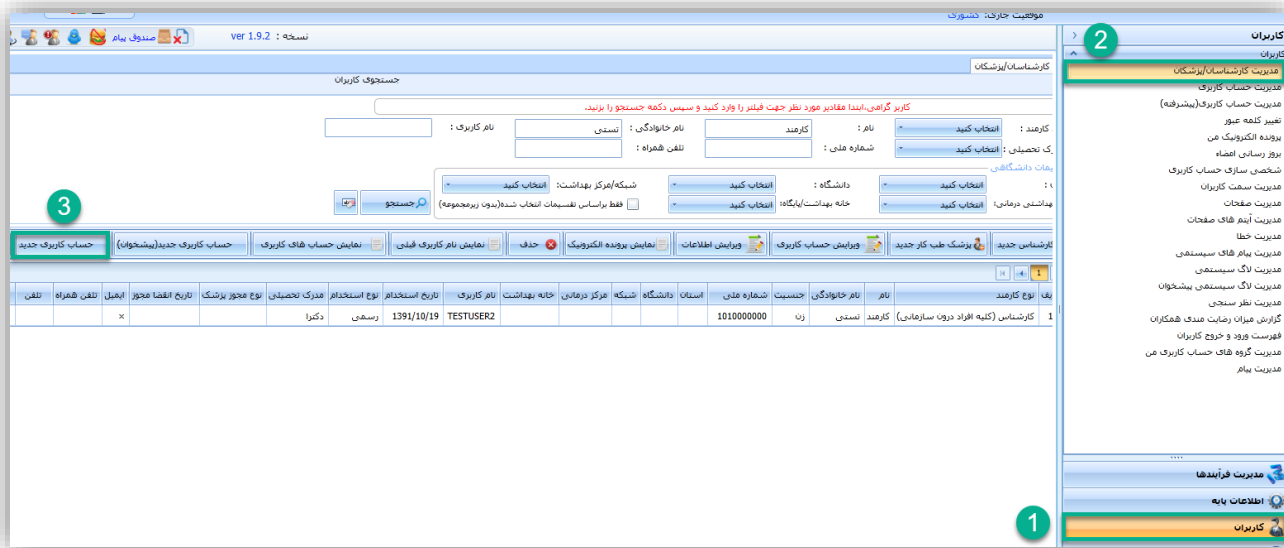 موقعیت جاری: کشوری
نسخه : ver 1.9.2
صندوق پیام
کارشناسان/پزشکان
جستجوی کاربران
کاربر گرامی،ابتدا مقادیر مورد نظر جهت فیلتر را وارد کنید و سپس دکمه جستجو را بزنید.
کارمند : انتخاب کنید نام : کارمند نام خانوادگی : تستی نام کاربری :
رک تحصیلی : انتخاب کنید شماره ملی : تلفن همراه :
یمات دانشگاهی
: انتخاب کنید دانشگاه : انتخاب کنید شبکه/مرکز بهداشت: انتخاب کنید
بهداشتی درمانی: انتخاب کنید خانه بهداشت/پایگاه: انتخاب کنید فقط براساس تقسیمات انتخاب شده(بدون زیرمجموعه) جستجو
3
کارشناس جدید پزشک طب کار جدید ویرایش حساب کاربری ویرایش اطلاعات نمایش پرونده الکترونیک حذف نمایش نام کاربری قبلی نمایش حساب های کاربری حساب کاربری جدید(پیشخوان) حساب کاربری جدید
1
یف نوع کارمند نام نام خانوادگی جنسیت شماره ملی استان دانشگاه شبکه مرکز درمانی خانه بهداشت نام کاربری تاریخ استخدام نوع استخدام مدرک تحصیلی نوع مجوز پزشک تاریخ انقضا مجوز ایمیل تلفن همراه تلفن
1 کارشناس (کلیه افراد درون سازمانی) کارمند تستی زن 1010000000 TESTUSER2 1391/10/19 رسمی دکترا ×
کاربران
2
کاربران
مدیریت کارشناسان/پزشکان
مدیریت حساب کاربری
مدیریت حساب کاربری(پیشرفته)
تغییر کلمه عبور
پرونده الکترونیک من
بروز رسانی امضاء
شخصی سازی حساب کاربری
مدیریت سمت کاربران
مدیریت صفحات
مدیریت آیتم های صفحات
مدیریت خطا
مدیریت پیام های سیستمی
مدیریت لاگ سیستمی
مدیریت لاگ سیستمی پیشخوان
مدیریت نظر سنجی
گزارش میزان رضایت مندی همکاران
فهرست ورود و خروج کاربران
مدیریت گروه های حساب کاربری من
مدیریت پیام
مدیریت فرآیندها
اطلاعات پایه
1
کاربران